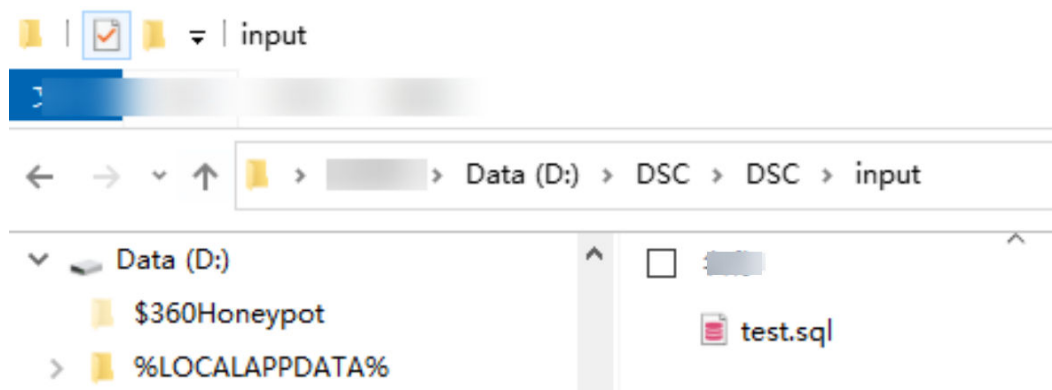 input
Data (D:) > DSC > DSC > input
Data (D:)
$360Honeypot
test.sql
%LOCALAPPDATA%